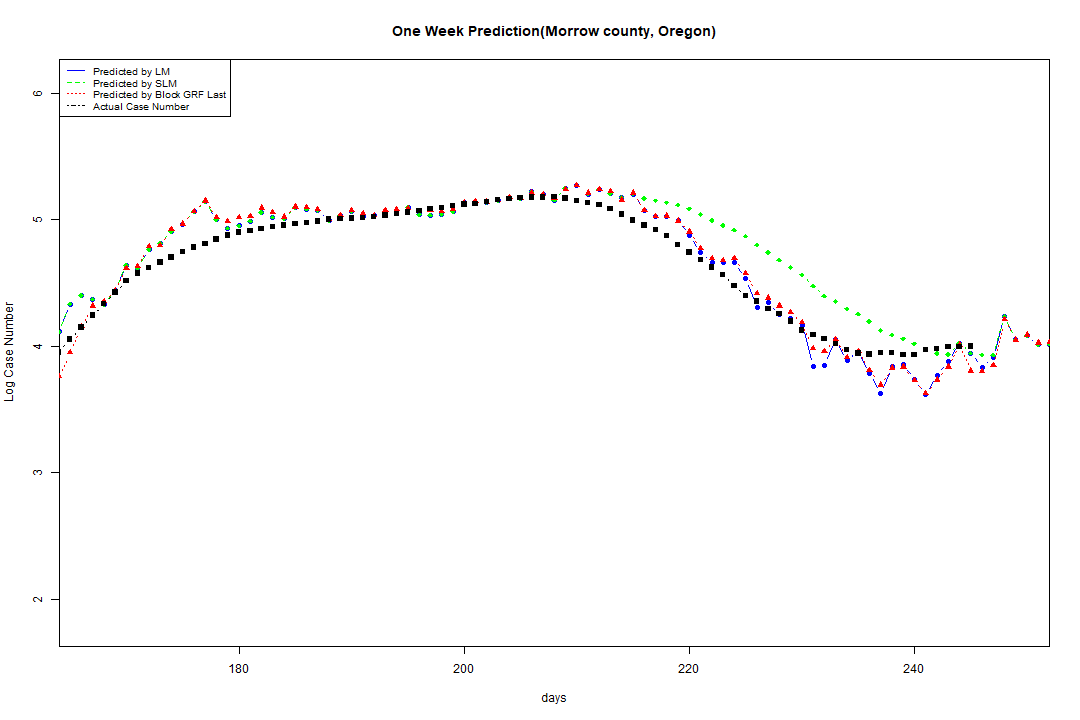 One Week Prediction(Morrow county, Oregon)
Predicted by LM
Predicted by SLM
Predicted by Block GRF Last
Actual Case Number
6
5
4
3
2
Log Case Number
180 200 220 240
days